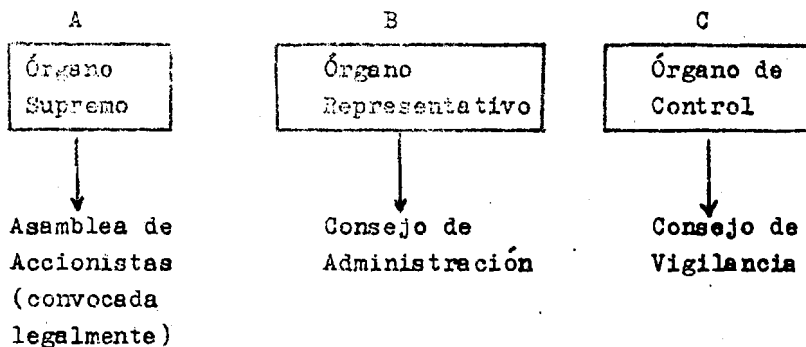 A
B
C
Órgano
Supremo
Órgano
Representativo
Órgano de
Control
Asamblea de
Accionistas
(convocada
legalmente)
Consejo de
Administración
Consejo de
Vigilancia